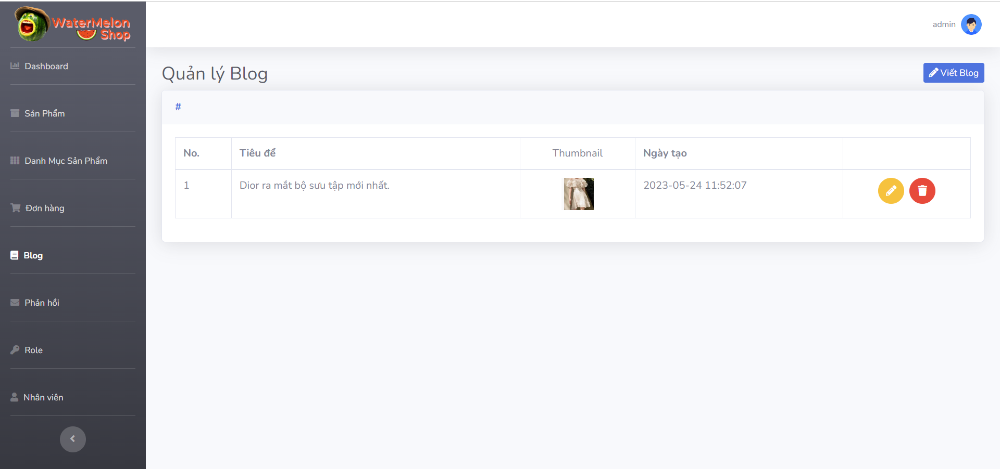 WaterMelon
Shop
admin
Dashboard
Sản Phẩm
Danh Mục Sản Phẩm
Đơn hàng
Blog
Phản hồi
Role
Nhân viên
Quản lý Blog
Viết Blog
#
No. Tiêu để Thumbnail Ngày tạo
1 Dior ra mắt bộ sưu tập mới nhất. 2023-05-24 11:52:07